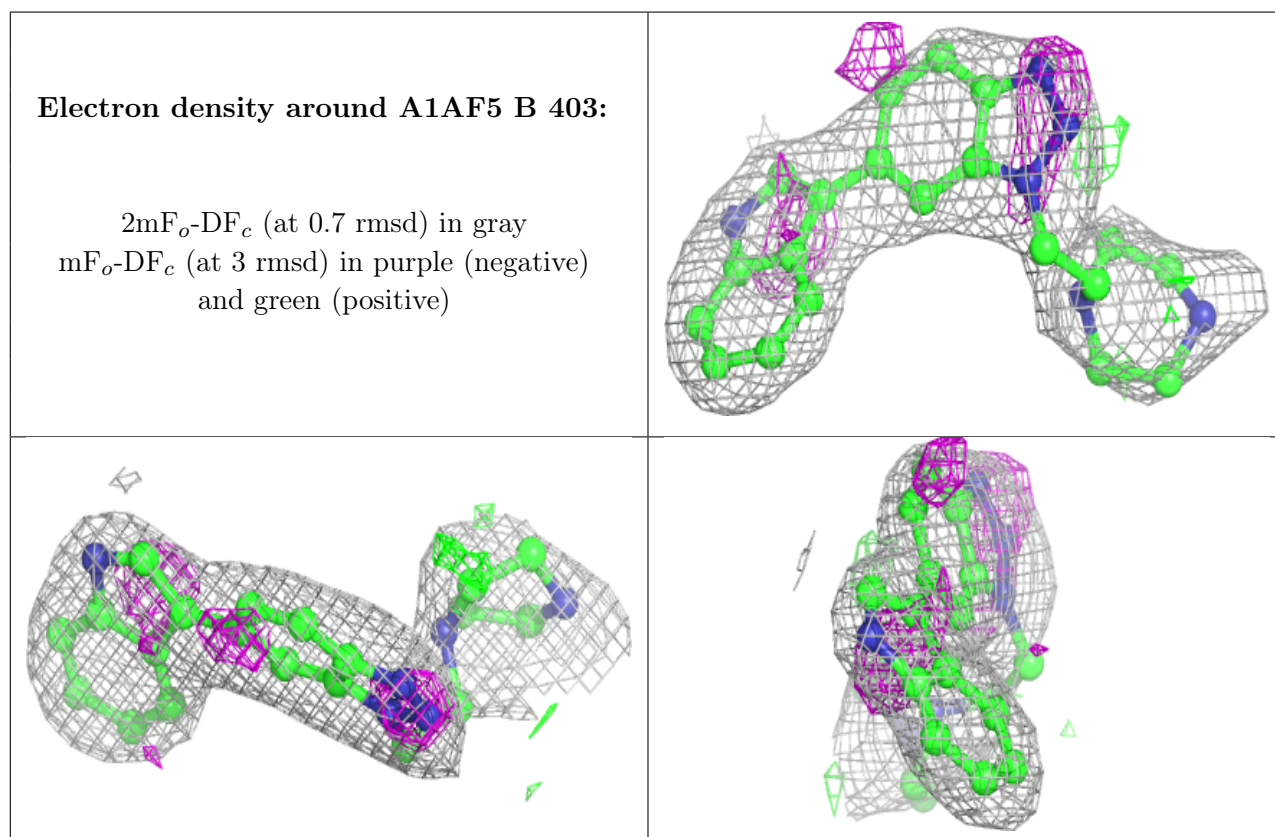 Electron density around A1AF5 B 403:
2mFₒ-DF𝒸 (at 0.7 rmsd) in gray
mFₒ-DF𝒸 (at 3 rmsd) in purple (negative)
and green (positive)